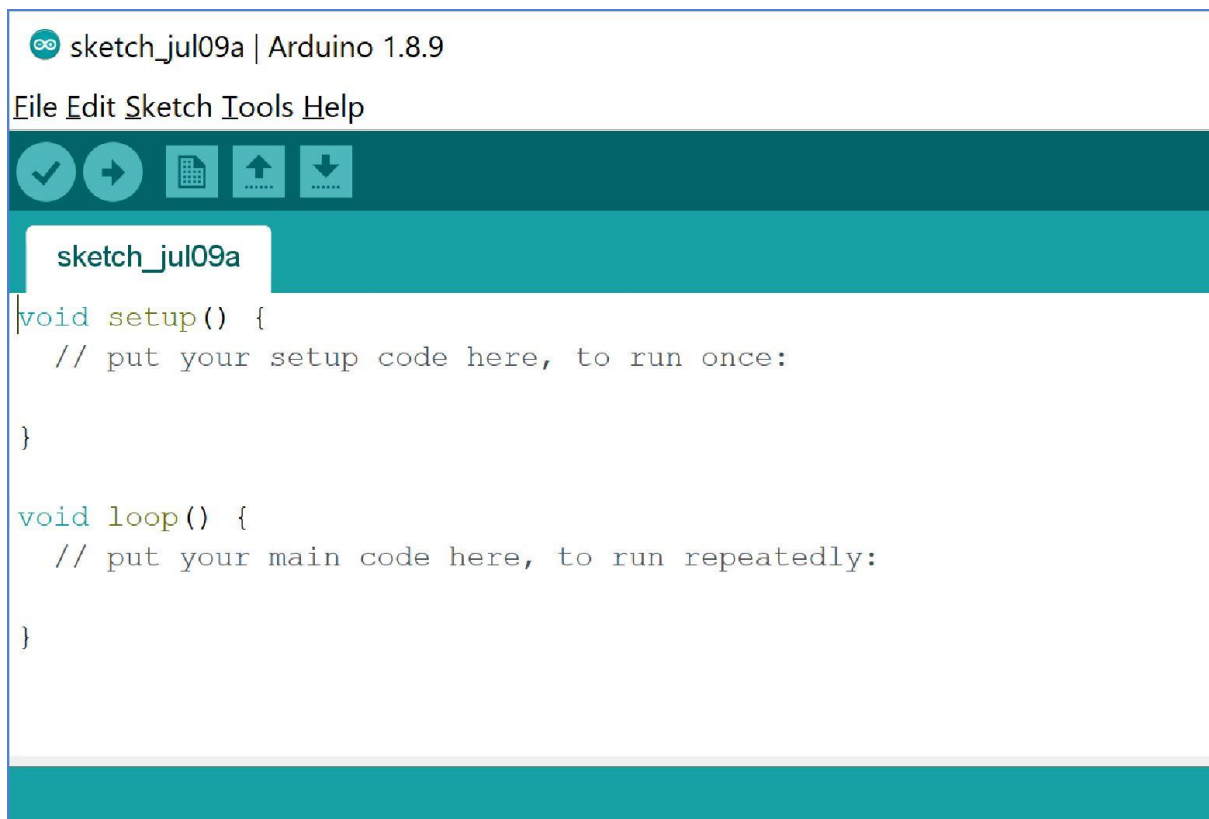 sketch_jul09a | Arduino 1.8.9
File Edit Sketch Tools Help
sketch_jul09a
void setup() {
  // put your setup code here, to run once:
}
void loop() {
  // put your main code here, to run repeatedly:
}